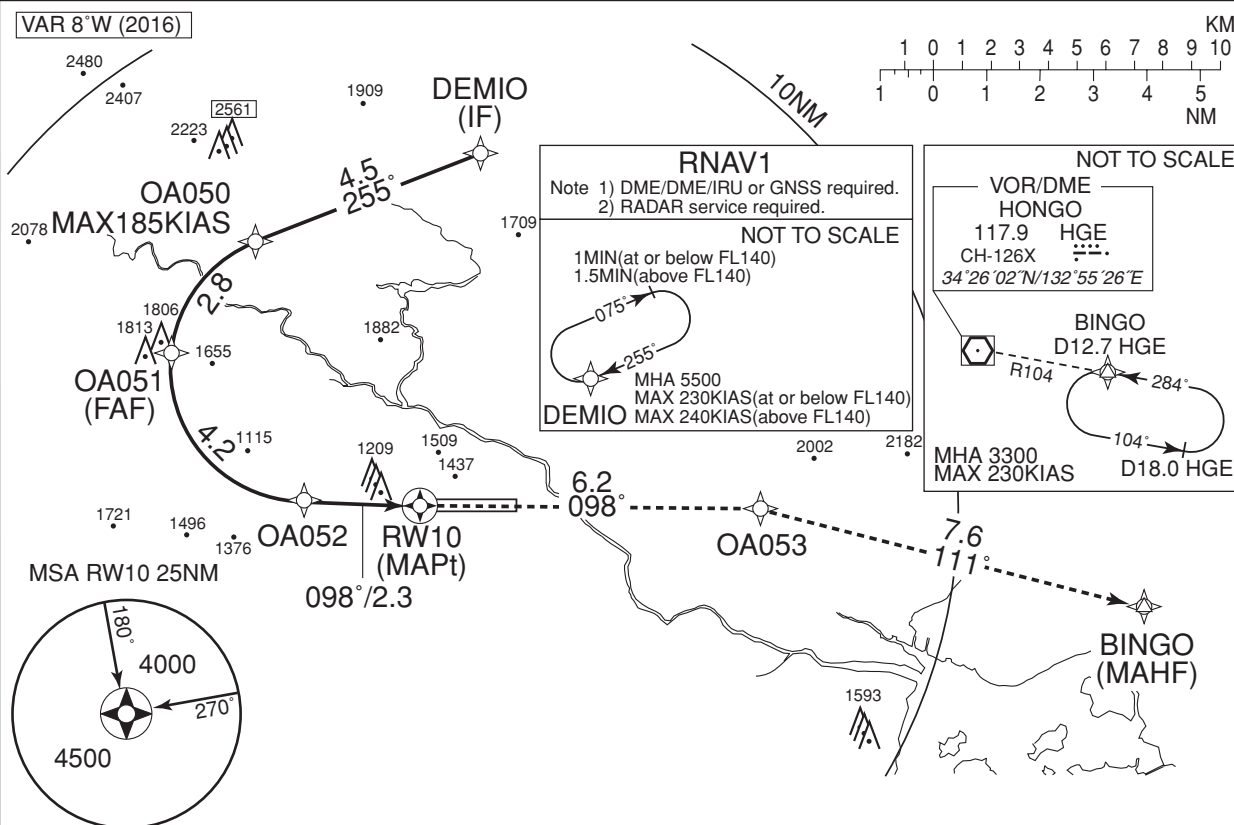 VAR 8°W (2016)
2480
2407
2561
2223
1909
DEMIO
(IF)
10NM
KM
1 0 1 2 3 4 5 6 7 8 9 10
1 0 1 2 3 4 5
NM
OA050
MAX185KIAS
4.5
255°
2078
1709
2.8
1806
1813
1655
1882
OA051
(FAF)
4.2
1115
1209
1509
1437
2002
2182
RNAV1
Note 1) DME/DME/IRU or GNSS required.
2) RADAR service required.
NOT TO SCALE
1MIN(at or below FL140)
1.5MIN(above FL140)
075°
255°
MHA 5500
MAX 230KIAS(at or below FL140)
DEMIO MAX 240KIAS(above FL140)
NOT TO SCALE
VOR/DME
HONGO
117.9 HGE
CH-126X
34°26´02˝N/132°55´26˝E
BINGO
D12.7 HGE
R104
284°
104°
D18.0 HGE
MHA 3300
MAX 230KIAS
1721
1496
1376
OA052
RW10
(MAPt)
098°/2.3
6.2
098°
OA053
7.6
111°
BINGO
(MAHF)
1593
MSA RW10 25NM
180°
4000
270°
4500